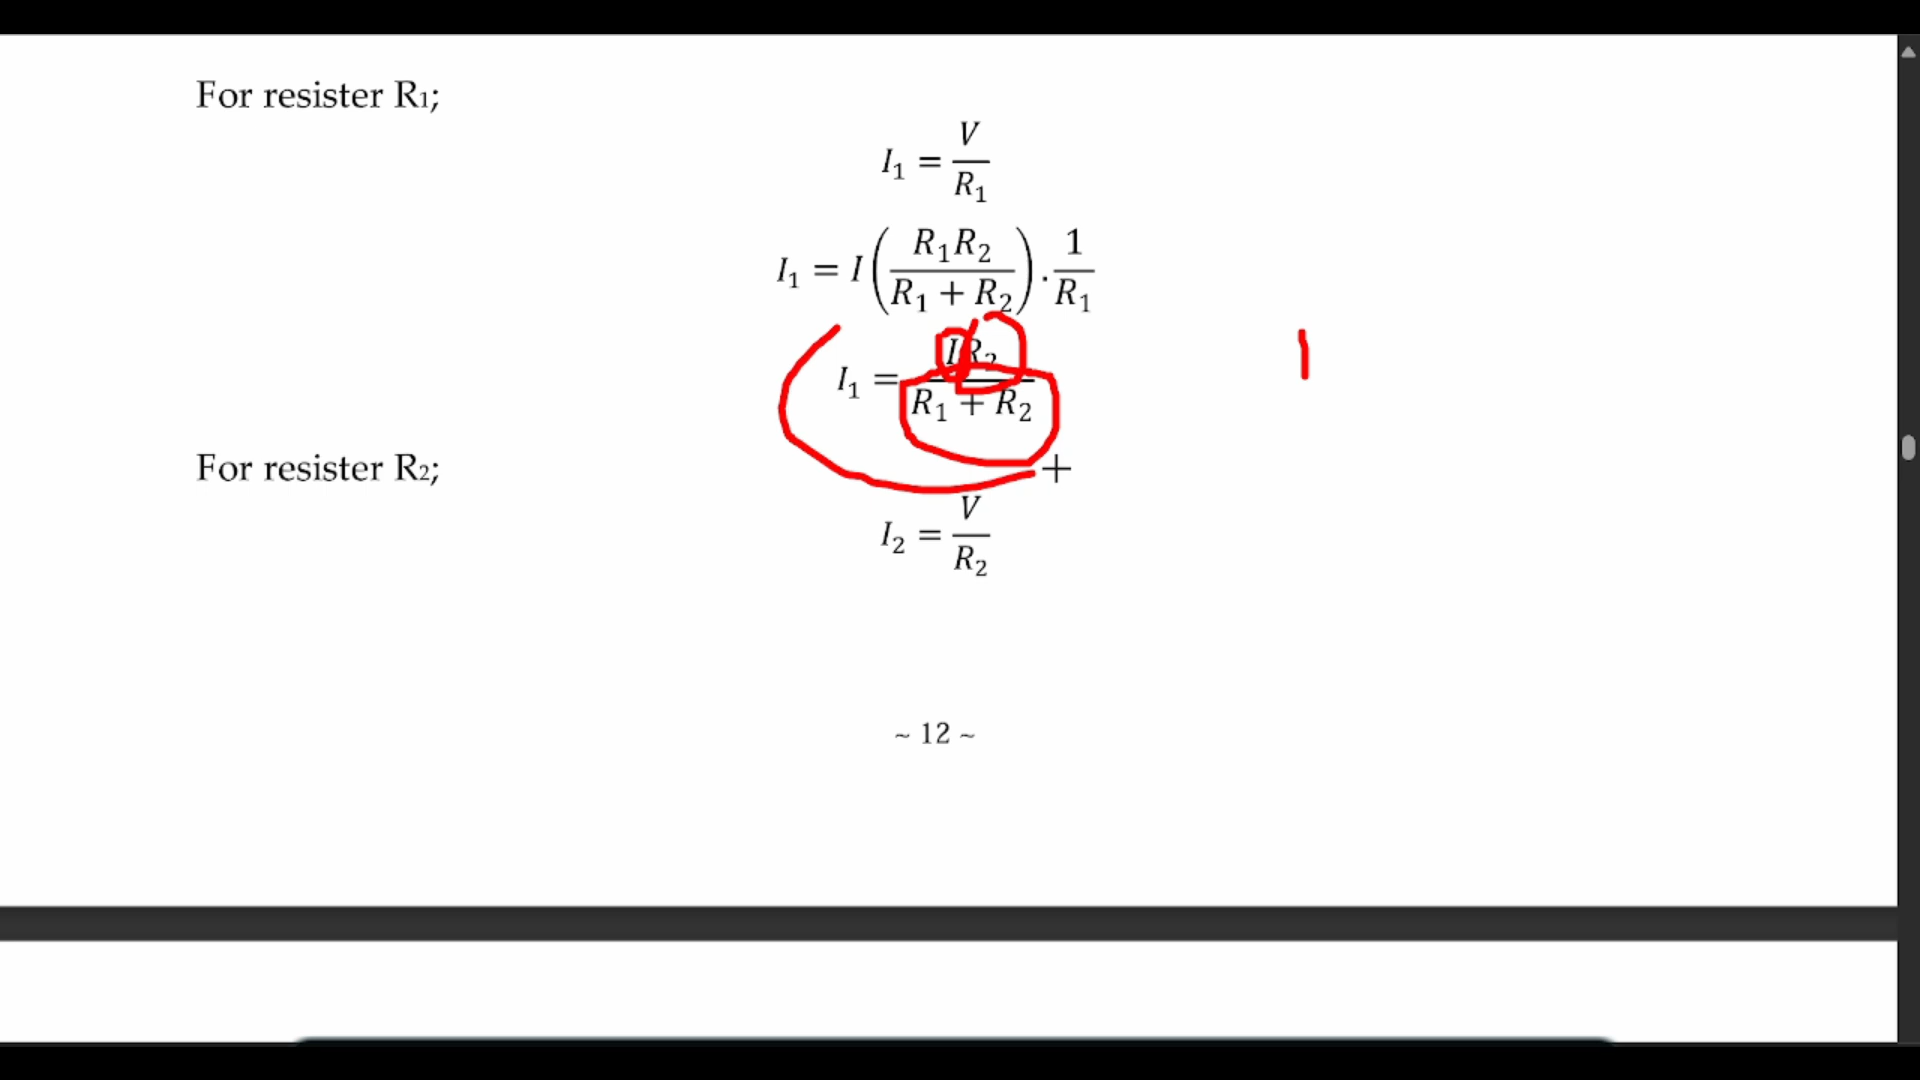 For resister R₁;
I₁ = V/R₁
I₁ = I (R₁R₂/(R₁ + R₂)) . 1/R₁
I₁ = IR₂/(R₁ + R₂)
For resister R₂;
I₂ = V/R₂
~ 12 ~